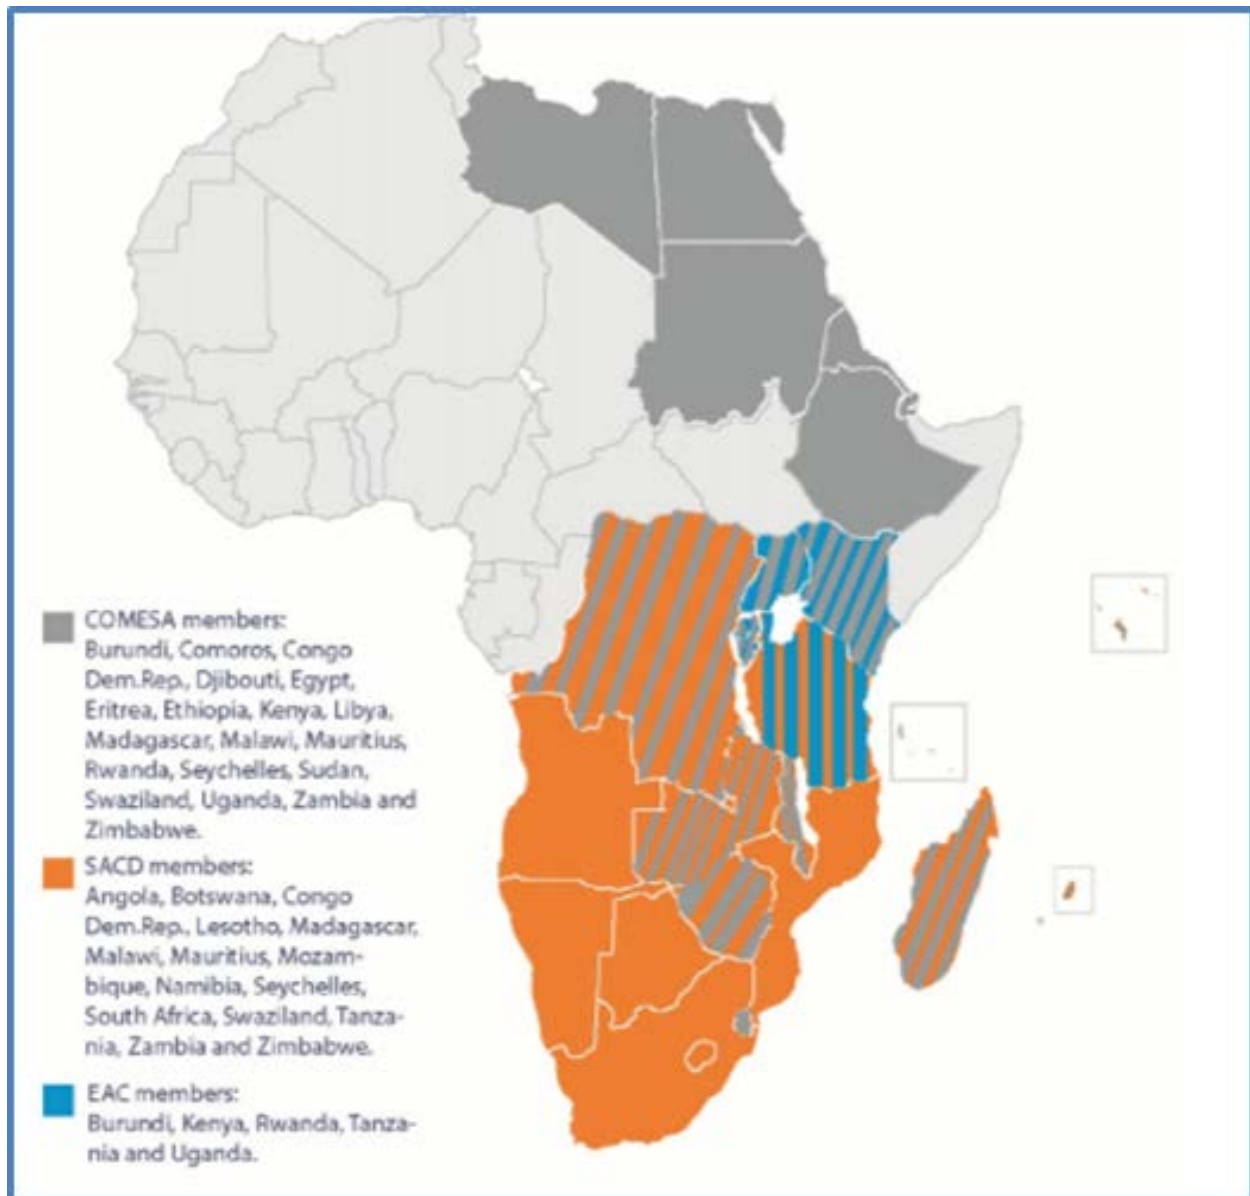 COMESA members:
Burundi, Comoros, Congo
Dem.Rep., Djibouti, Egypt,
Eritrea, Ethiopia, Kenya, Libya,
Madagascar, Malawi, Mauritius,
Rwanda, Seychelles, Sudan,
Swaziland, Uganda, Zambia and
Zimbabwe.
SACD members:
Angola, Botswana, Congo
Dem.Rep., Lesotho, Madagascar,
Malawi, Mauritius, Mozam-
bique, Namibia, Seychelles,
South Africa, Swaziland, Tanza-
nia, Zambia and Zimbabwe.
EAC members:
Burundi, Kenya, Rwanda, Tanza-
nia and Uganda.